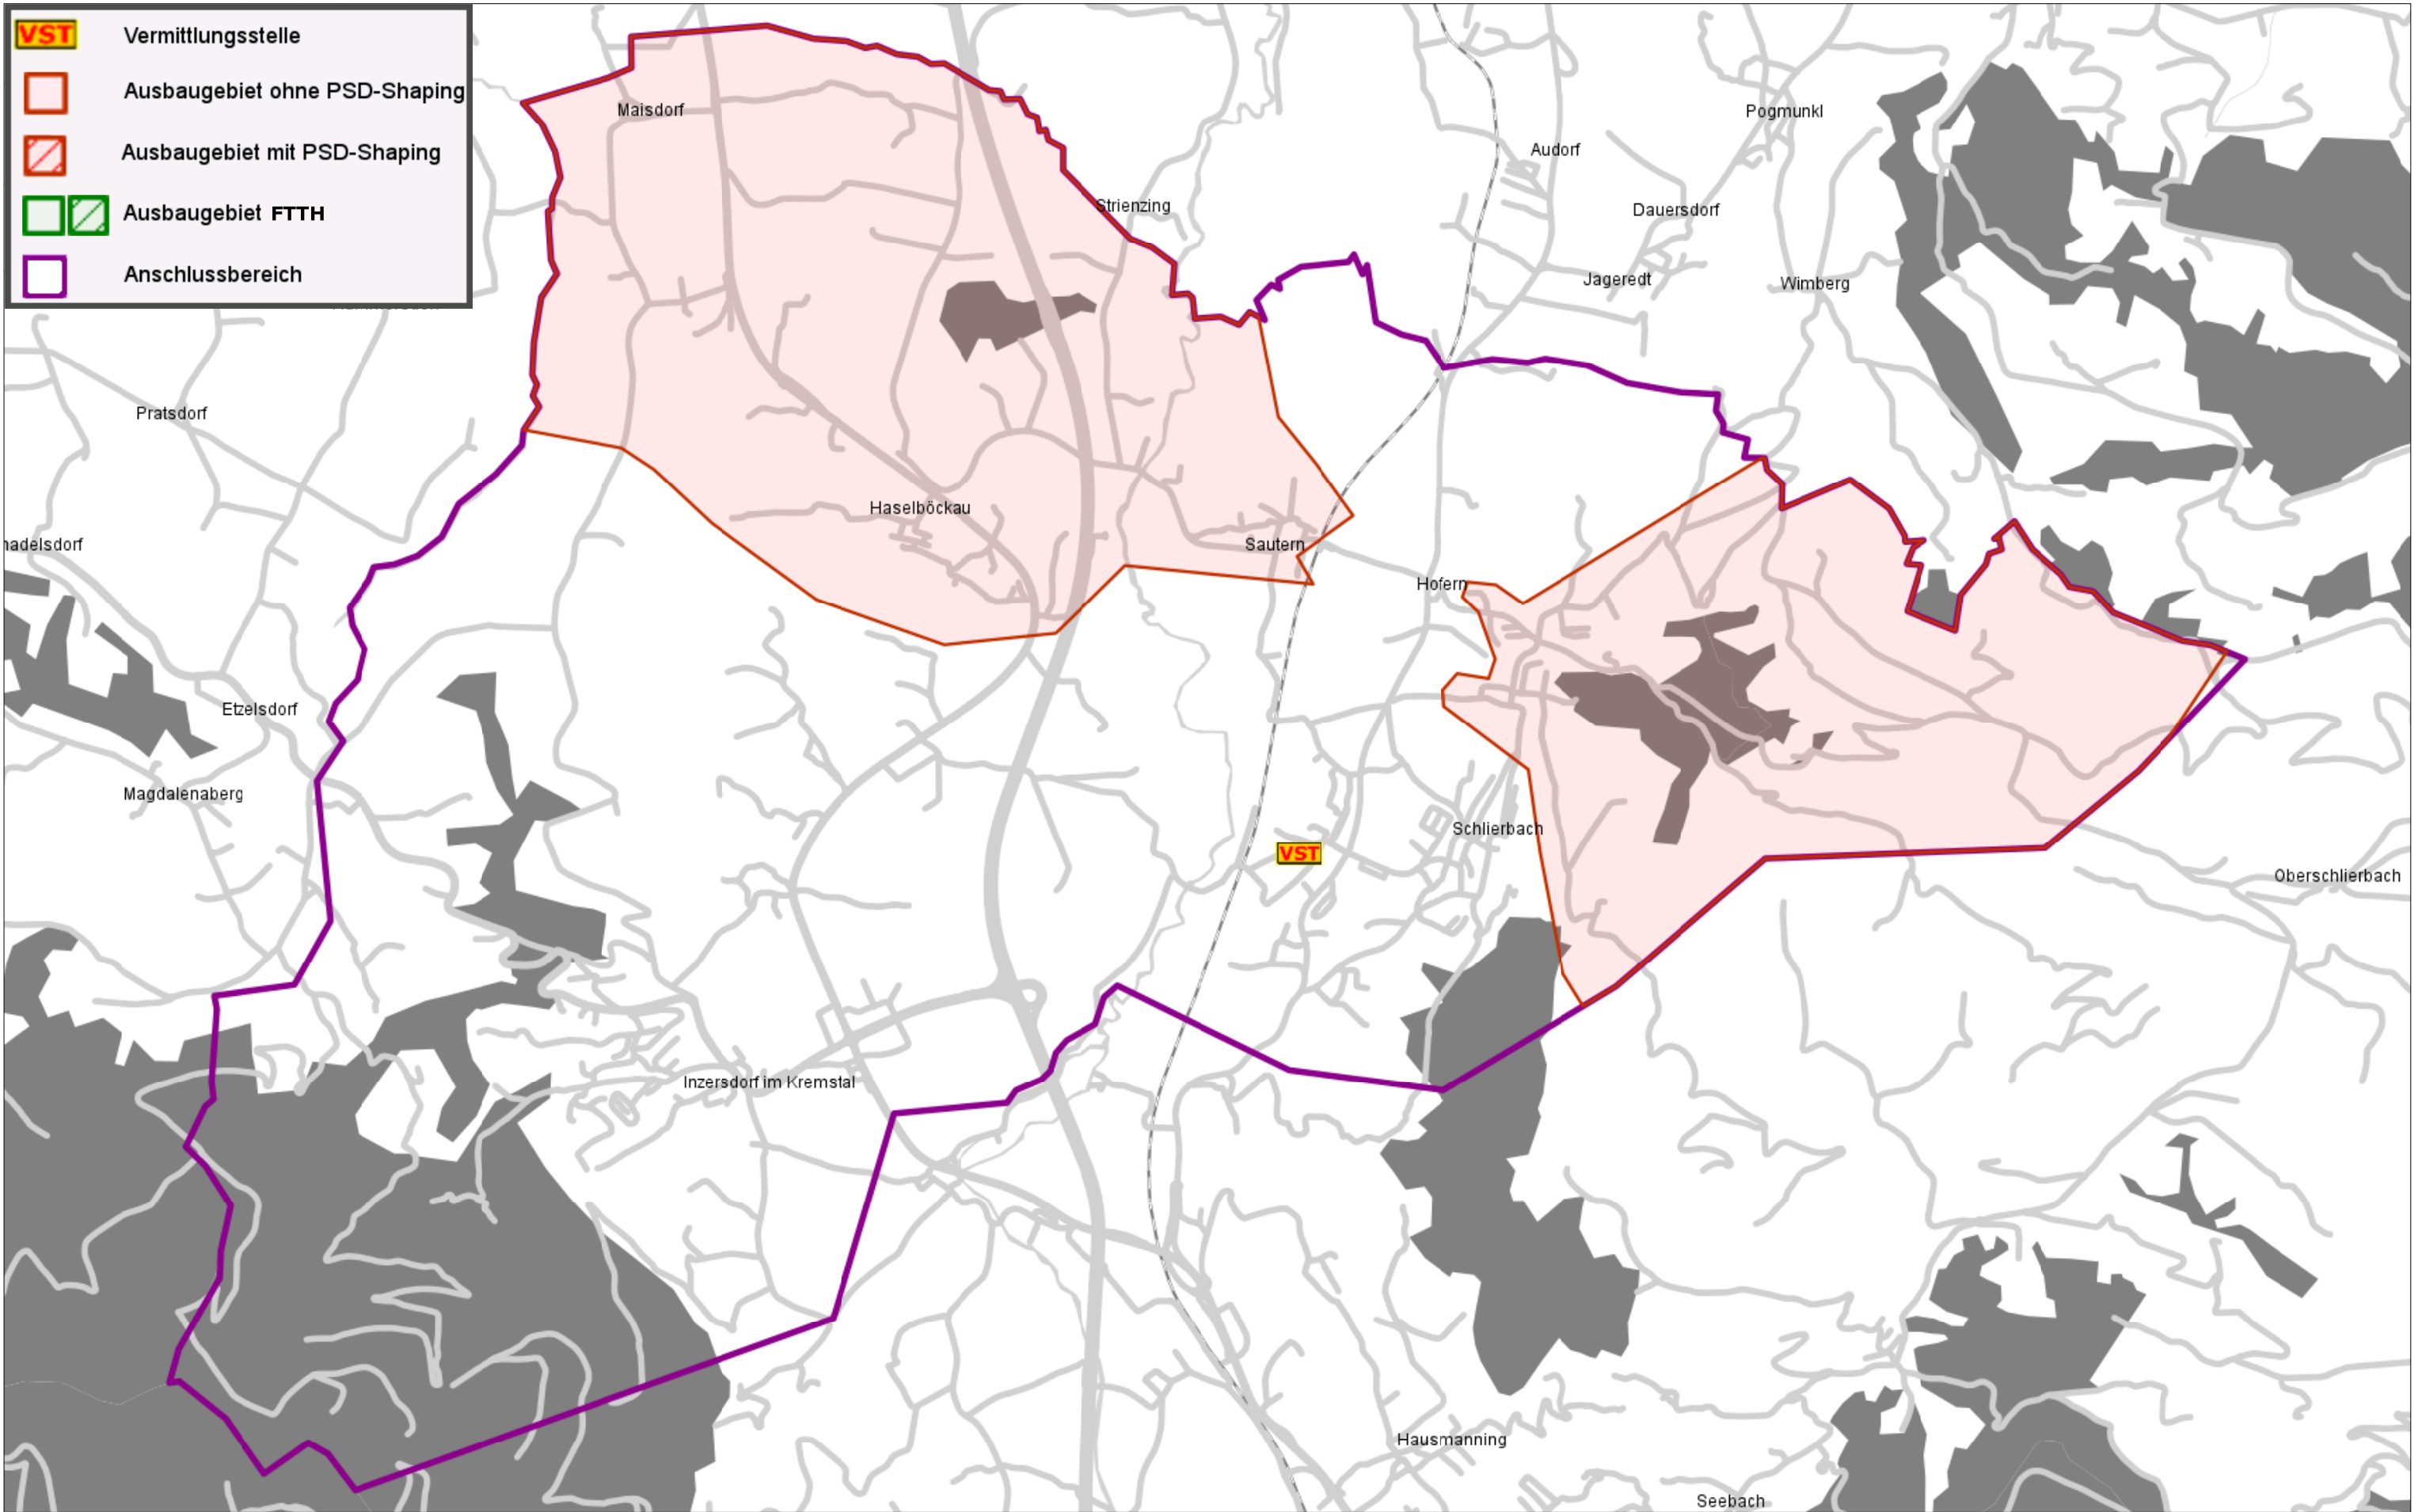 VST Vermittlungsstelle
Ausbaugebiet ohne PSD-Shaping
Ausbaugebiet mit PSD-Shaping
Ausbaugebiet FTTH
Anschlussbereich
Maisdorf
Pogmunkl
Audorf
Strienzing
Dauersdorf
Jageredt
Wimberg
Pratsdorf
Haselböckau
Sautern
nadelsdorf
Hofern
Etzelsdorf
Magdalenaberg
Schlierbach
VST
Oberschlierbach
Inzersdorf im Kremstal
Hausmanning
Seebach